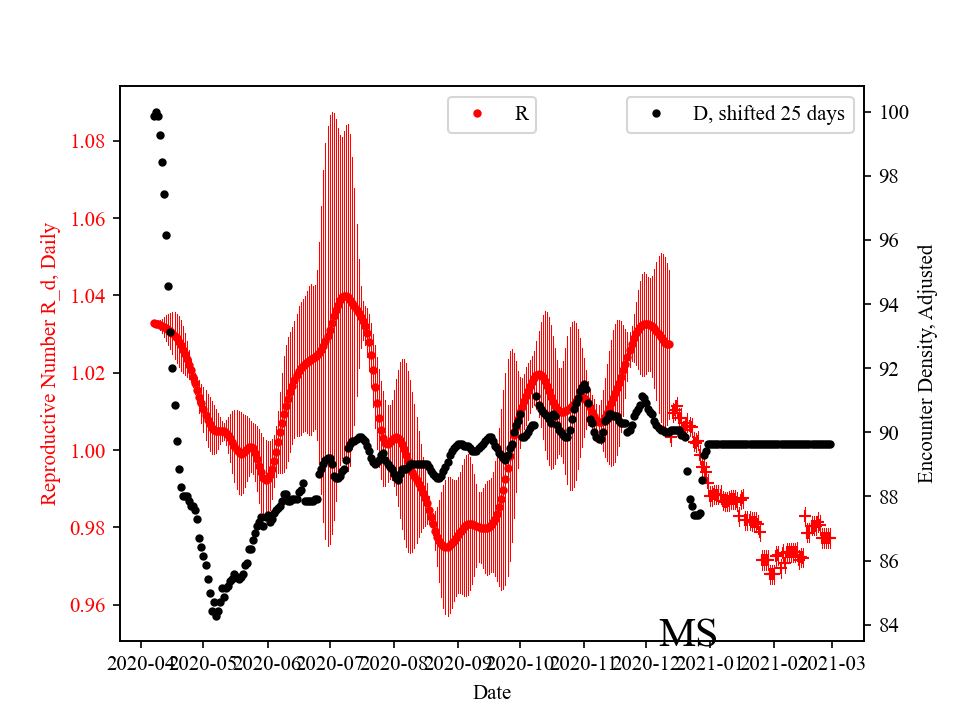 R
D, shifted 25 days
Reproductive Number R_d, Daily
1.08
1.06
1.04
1.02
1.00
0.98
0.96
100
98
96
94
92
90
88
86
84
Encounter Density, Adjusted
MS
2020-04 2020-05 2020-06 2020-07 2020-08 2020-09 2020-10 2020-11 2020-12 2021-01 2021-02 2021-03
Date